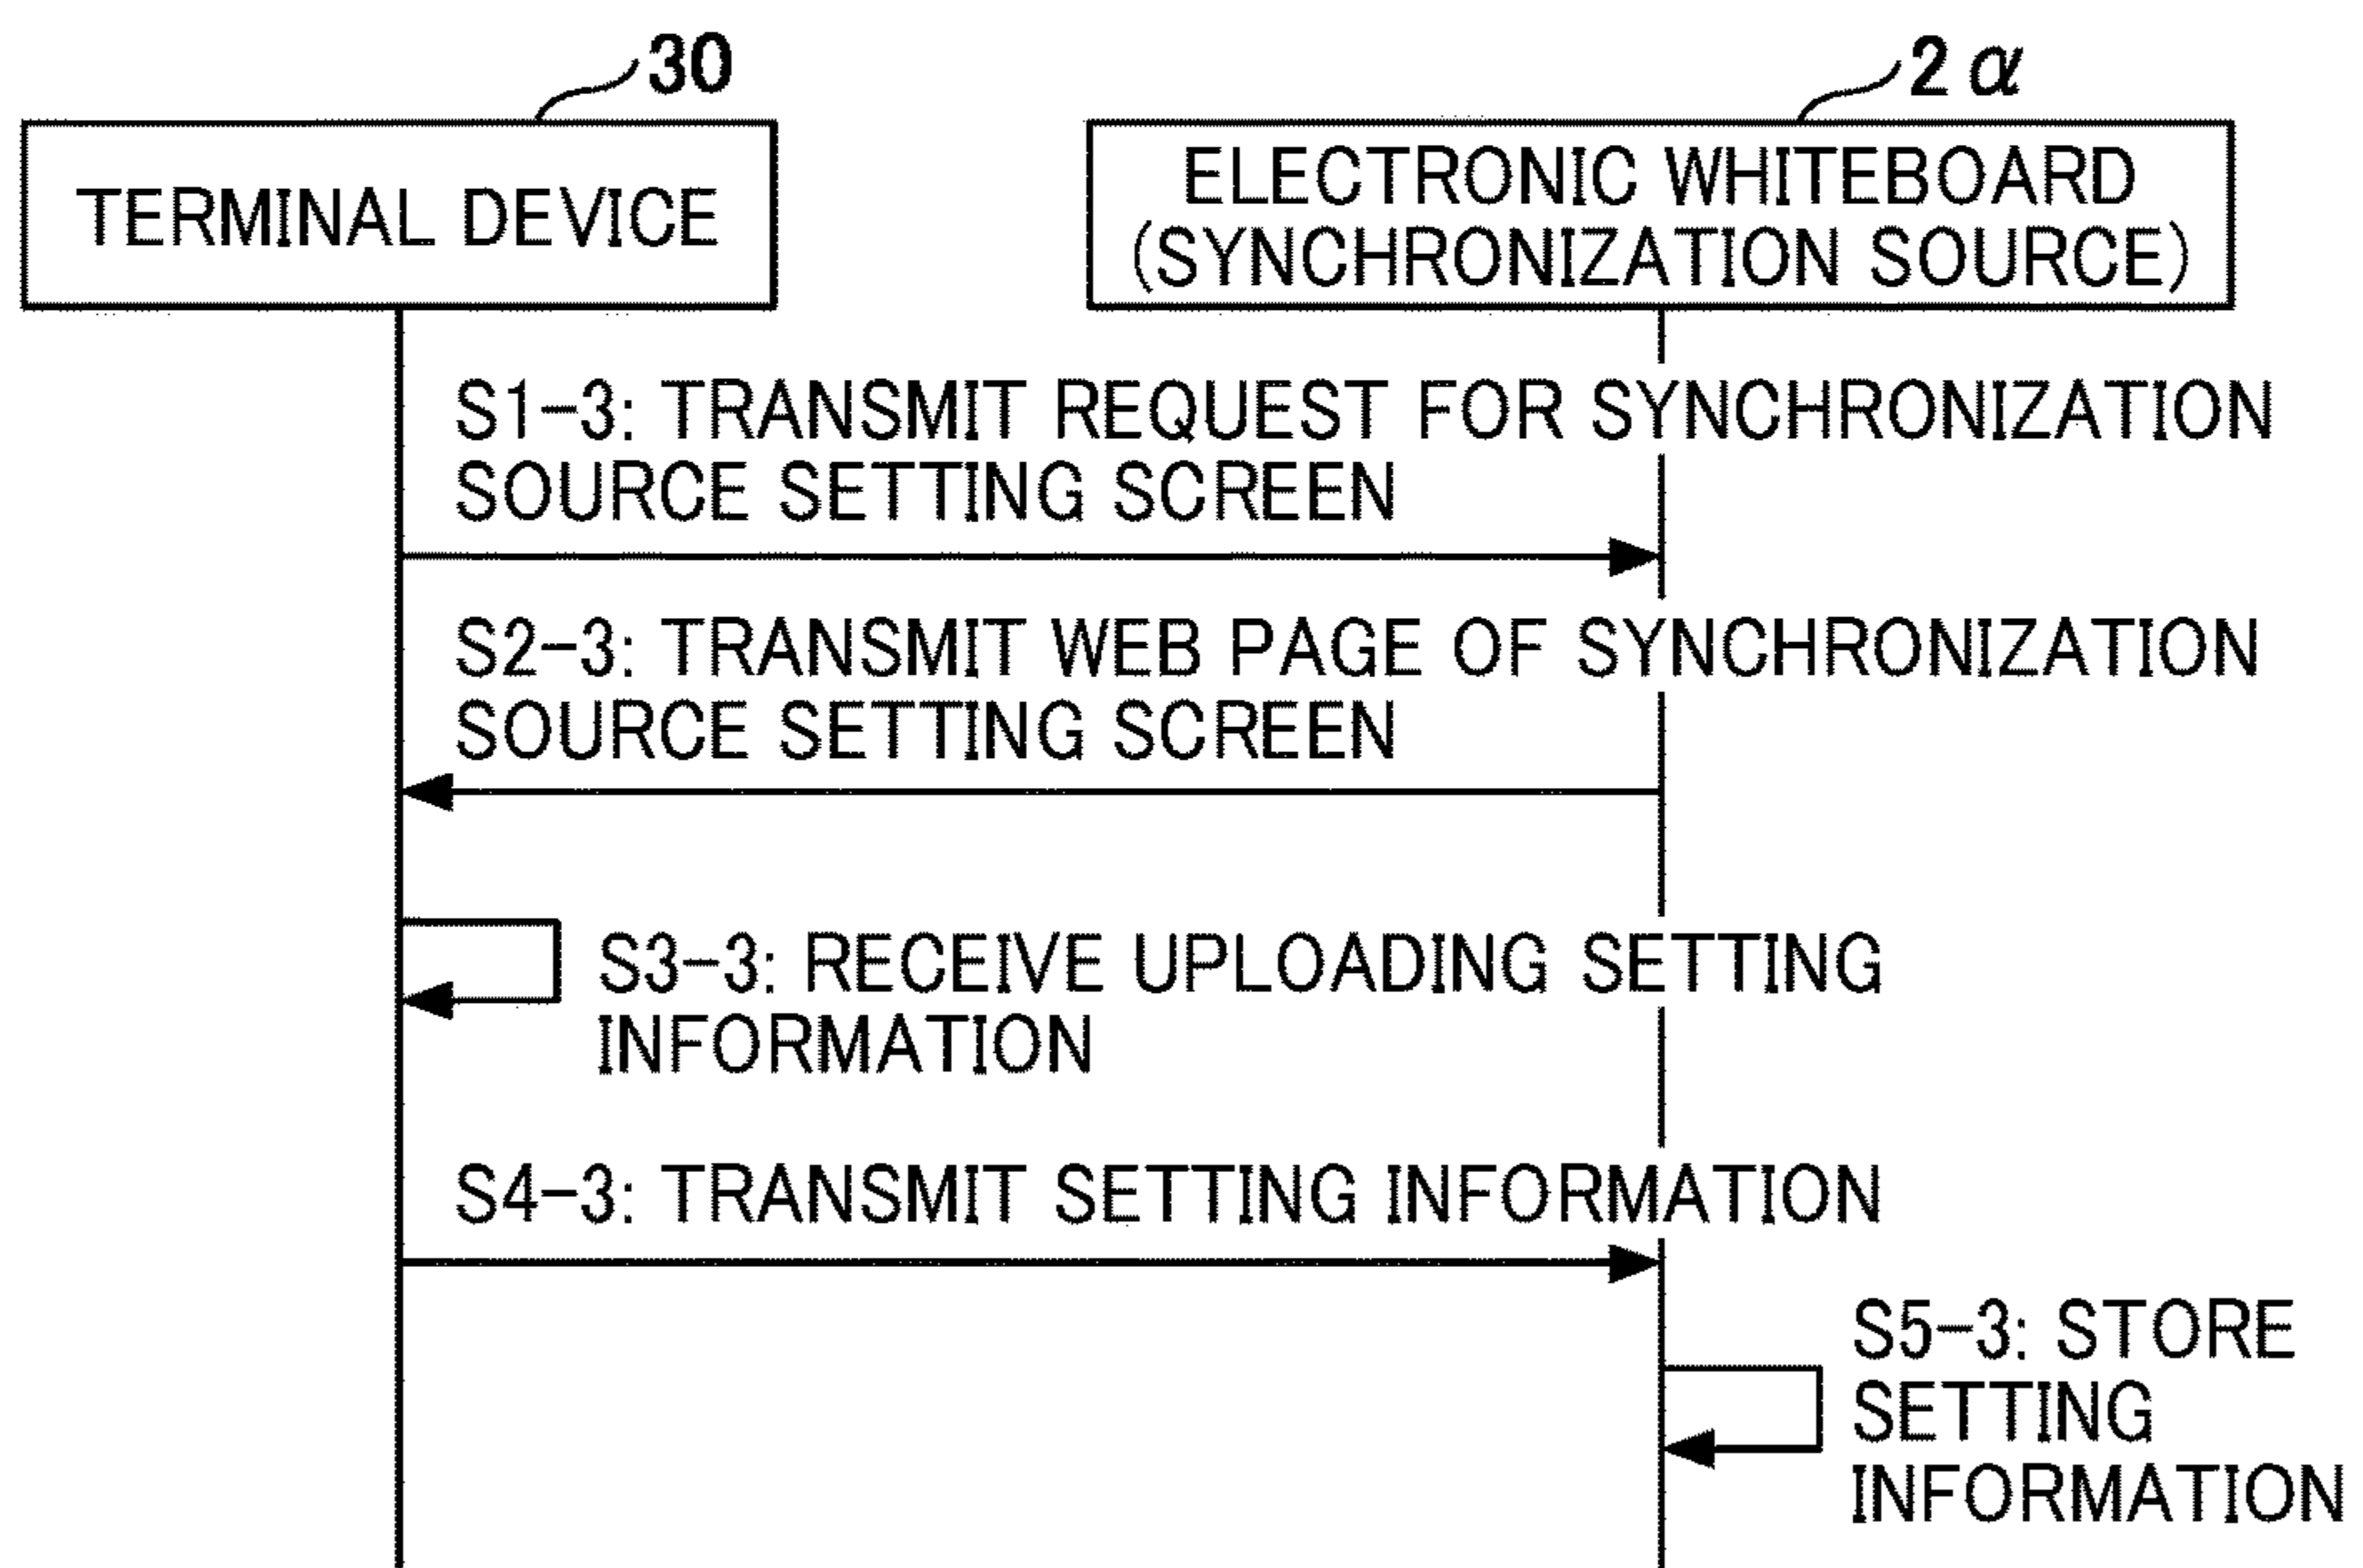 30
2α
TERMINAL DEVICE
ELECTRONIC WHITEBOARD
(SYNCHRONIZATION SOURCE)
S1-3: TRANSMIT REQUEST FOR SYNCHRONIZATION
SOURCE SETTING SCREEN
S2-3: TRANSMIT WEB PAGE OF SYNCHRONIZATION
SOURCE SETTING SCREEN
S3-3: RECEIVE UPLOADING SETTING
INFORMATION
S4-3: TRANSMIT SETTING INFORMATION
S5-3: STORE
SETTING
INFORMATION